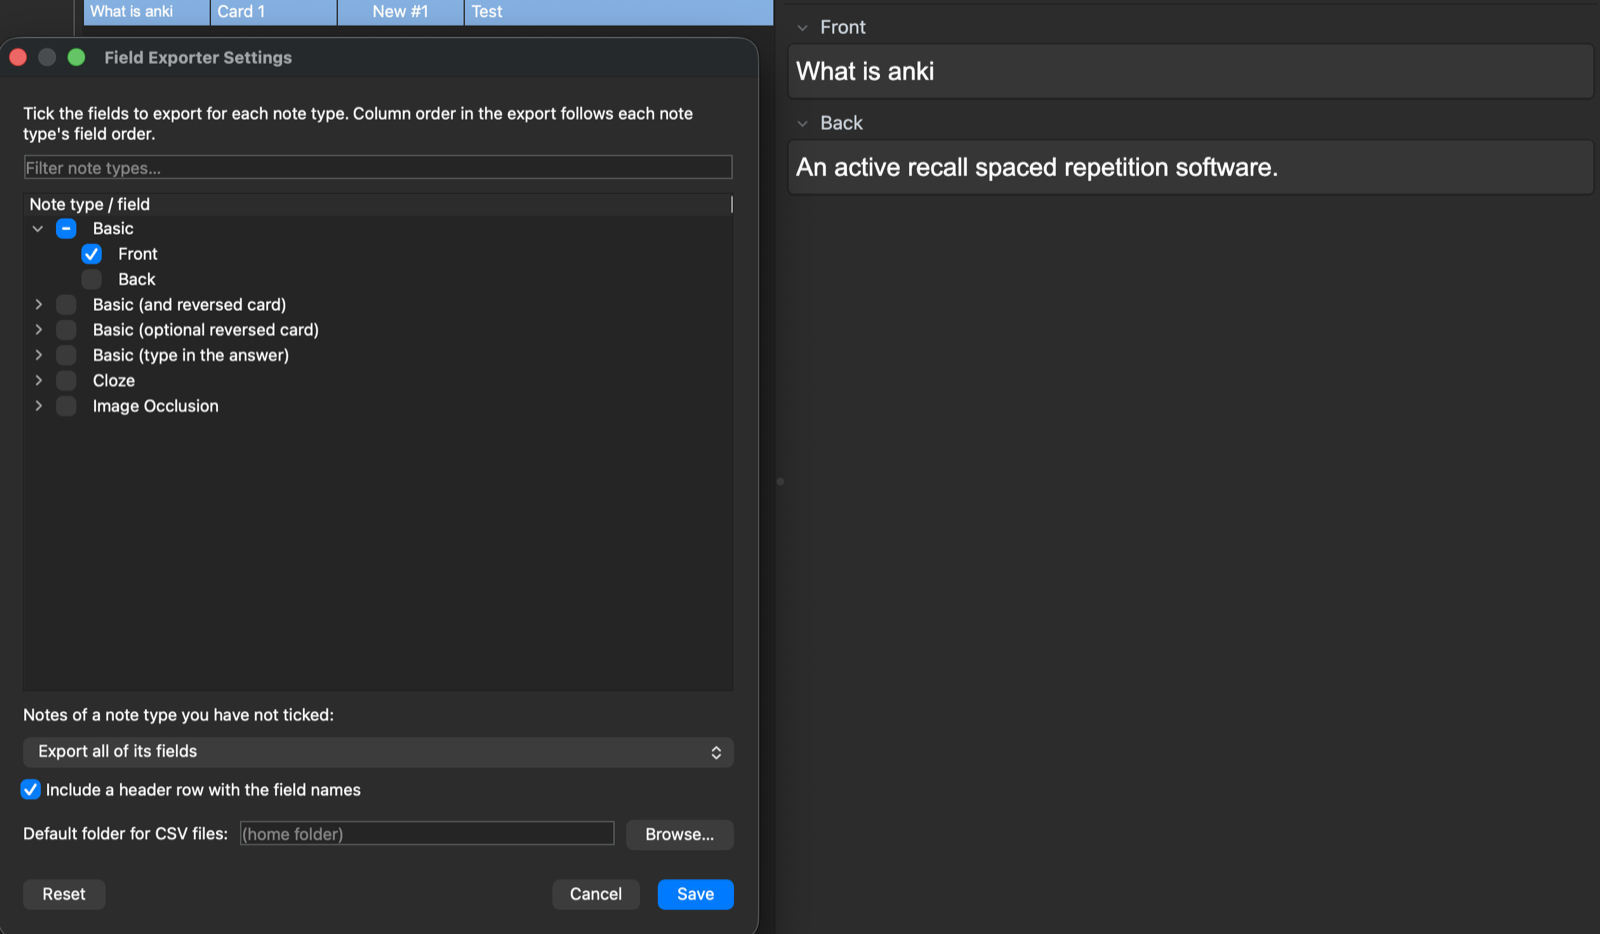 What is anki Card 1 New #1 Test
Field Exporter Settings
Tick the fields to export for each note type. Column order in the export follows each note
type's field order.
Filter note types...
Note type / field
Basic
Front
Back
Basic (and reversed card)
Basic (optional reversed card)
Basic (type in the answer)
Cloze
Image Occlusion
Notes of a note type you have not ticked:
Export all of its fields
Include a header row with the field names
Default folder for CSV files: (home folder) Browse...
Reset Cancel Save
Front
What is anki
Back
An active recall spaced repetition software.